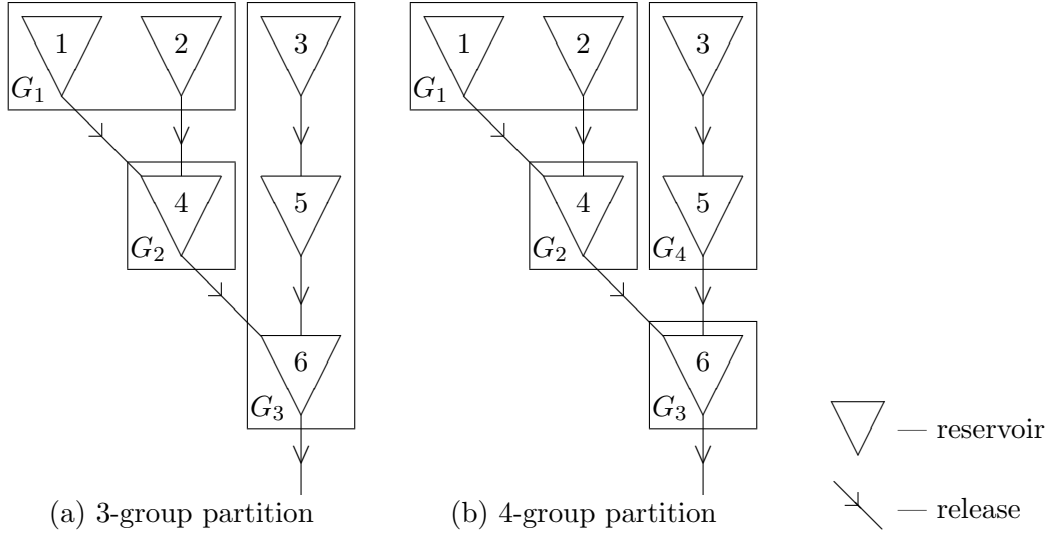 1 2 3 1 2 3
G₁ G₁
4 5 4 5
G₂ G₂ G₄
6 6
G₃ G₃
— reservoir
— release
(a) 3-group partition (b) 4-group partition